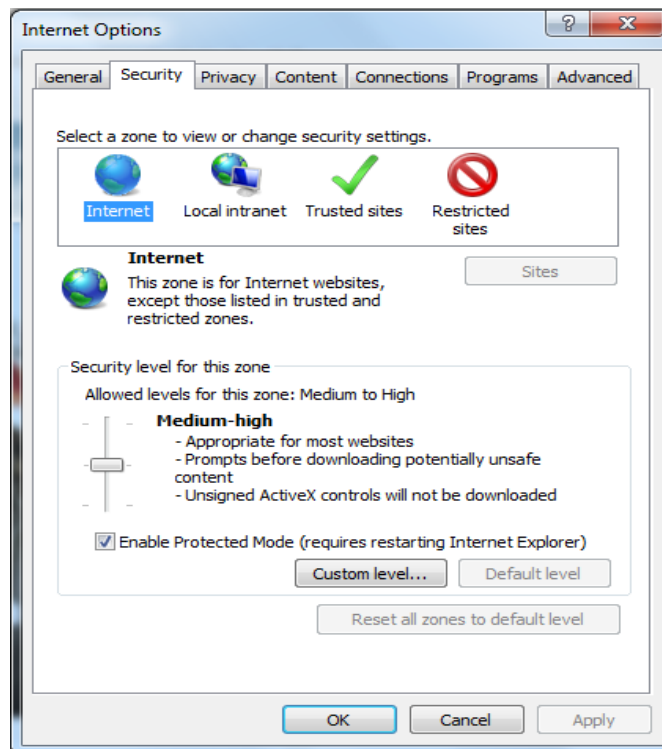 Internet Options
?
General Security Privacy Content Connections Programs Advanced
Select a zone to view or change security settings.
Internet Local intranet Trusted sites Restricted
sites
Internet
Sites
This zone is for Internet websites,
except those listed in trusted and
restricted zones.
Security level for this zone
Allowed levels for this zone: Medium to High
Medium-high
- Appropriate for most websites
- Prompts before downloading potentially unsafe
content
- Unsigned ActiveX controls will not be downloaded
Enable Protected Mode (requires restarting Internet Explorer)
Custom level... Default level
Reset all zones to default level
OK Cancel Apply